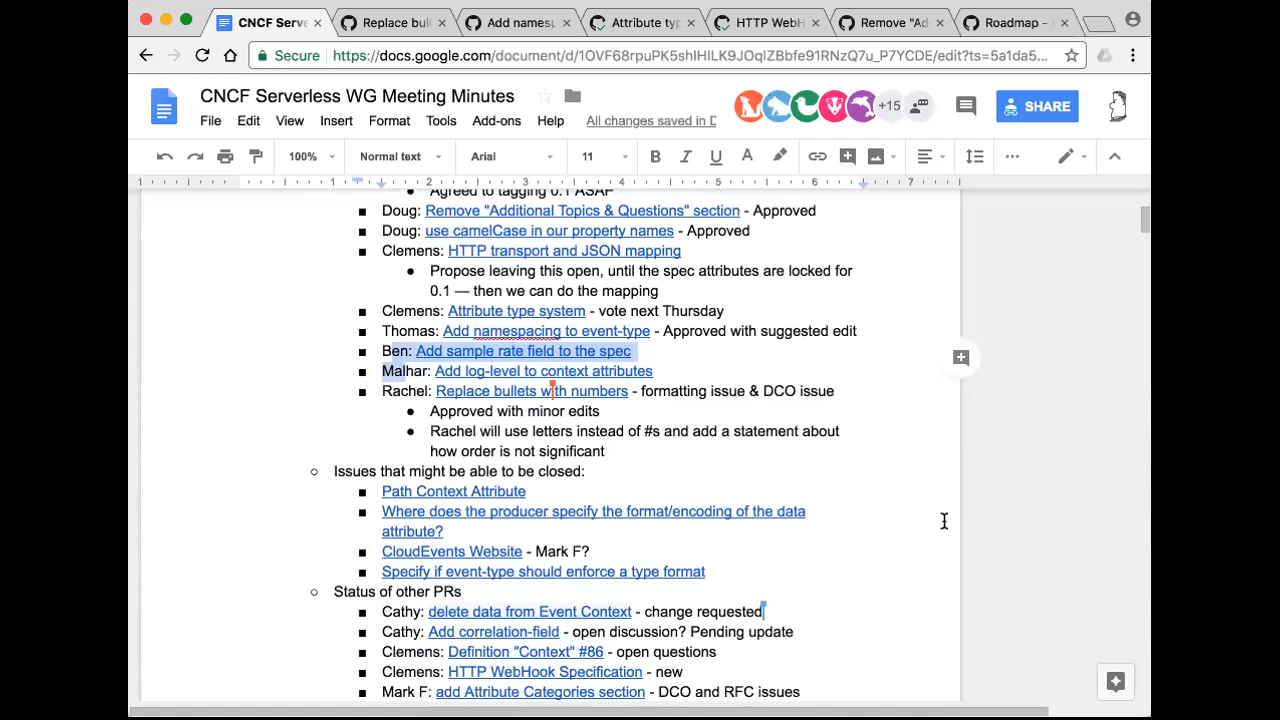 CNCF Serve
Replace bul
Add namesp
Attribute typ
HTTP WebH
Remove "Ad
Roadmap -
Secure https://docs.google.com/document/d/1OVF68rpuPK5shIHILK9JOqlZBbfe91RNzQ7u_P7YCDE/edit?ts=5a1da5...
CNCF Serverless WG Meeting Minutes
+15
SHARE
File Edit View Insert Format Tools Add-ons Help All changes saved in D
100% Normal text Arial 11 B I U A
1 1 2 3 4 5 6 7
Agreed to tagging 0.1 ASAP
■ Doug: Remove "Additional Topics & Questions" section - Approved
■ Doug: use camelCase in our property names - Approved
■ Clemens: HTTP transport and JSON mapping
● Propose leaving this open, until the spec attributes are locked for
0.1 — then we can do the mapping
■ Clemens: Attribute type system - vote next Thursday
■ Thomas: Add namespacing to event-type - Approved with suggested edit
■ Ben: Add sample rate field to the spec
■ Malhar: Add log-level to context attributes
■ Rachel: Replace bullets with numbers - formatting issue & DCO issue
● Approved with minor edits
● Rachel will use letters instead of #s and add a statement about
how order is not significant
○ Issues that might be able to be closed:
■ Path Context Attribute
■ Where does the producer specify the format/encoding of the data
attribute?
■ CloudEvents Website - Mark F?
■ Specify if event-type should enforce a type format
○ Status of other PRs
■ Cathy: delete data from Event Context - change requested
■ Cathy: Add correlation-field - open discussion? Pending update
■ Clemens: Definition "Context" #86 - open questions
■ Clemens: HTTP WebHook Specification - new
■ Mark F: add Attribute Categories section - DCO and RFC issues